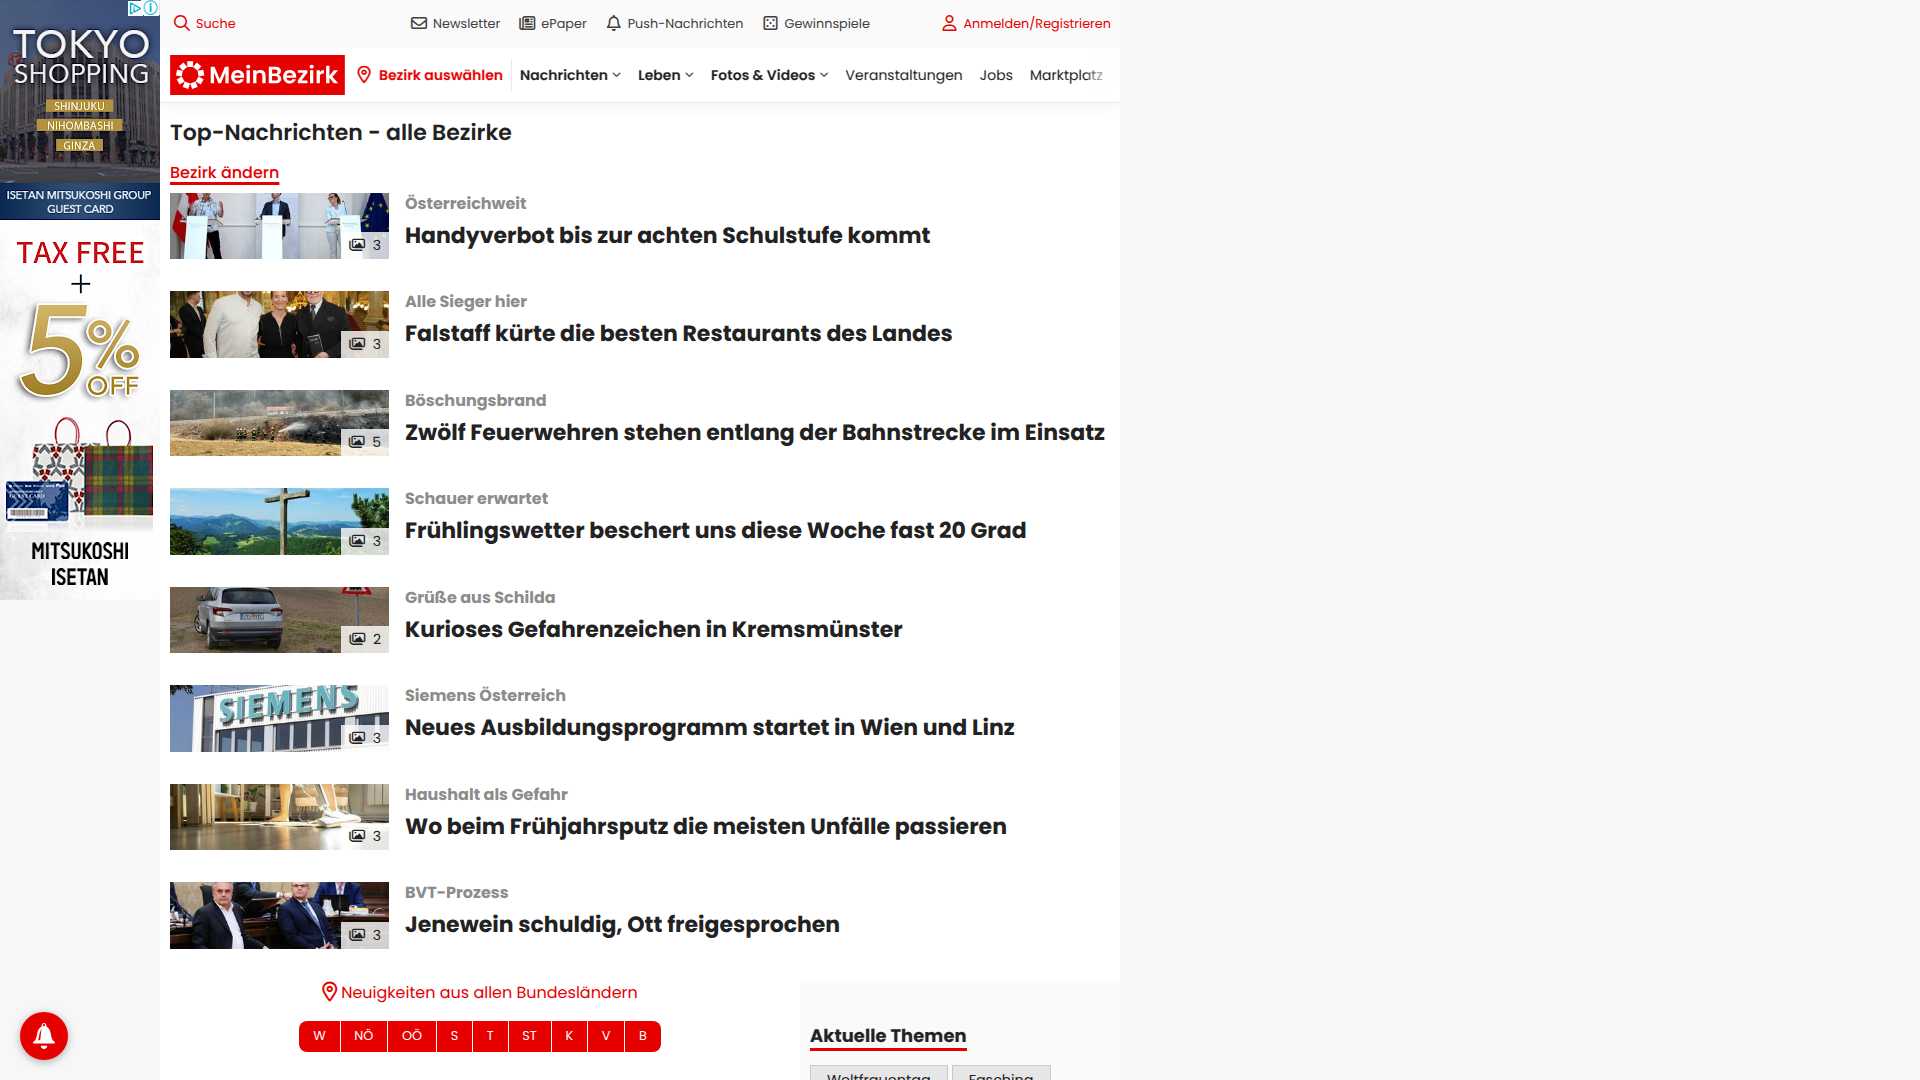 TOKYO
SHOPPING
SHINJUKU
NIHOMBASHI
GINZA
ISETAN MITSUKOSHI GROUP
GUEST CARD
TAX FREE
+
5%
OFF
MITSUKOSHI
ISETAN
Suche
Newsletter
ePaper
Push-Nachrichten
Gewinnspiele
Anmelden/Registrieren
MeinBezirk
Bezirk auswählen
Nachrichten
Leben
Fotos & Videos
Veranstaltungen
Jobs
Marktplatz
Top-Nachrichten - alle Bezirke
Bezirk ändern
3
Österreichweit
Handyverbot bis zur achten Schulstufe kommt
3
Alle Sieger hier
Falstaff kürte die besten Restaurants des Landes
5
Böschungsbrand
Zwölf Feuerwehren stehen entlang der Bahnstrecke im Einsatz
3
Schauer erwartet
Frühlingswetter beschert uns diese Woche fast 20 Grad
2
Grüße aus Schilda
Kurioses Gefahrenzeichen in Kremsmünster
SIEMENS
3
Siemens Österreich
Neues Ausbildungsprogramm startet in Wien und Linz
3
Haushalt als Gefahr
Wo beim Frühjahrsputz die meisten Unfälle passieren
3
BVT-Prozess
Jenewein schuldig, Ott freigesprochen
Neuigkeiten aus allen Bundesländern
W
NÖ
OÖ
S
T
ST
K
V
B
Aktuelle Themen
Weltfrauentag
Fasching